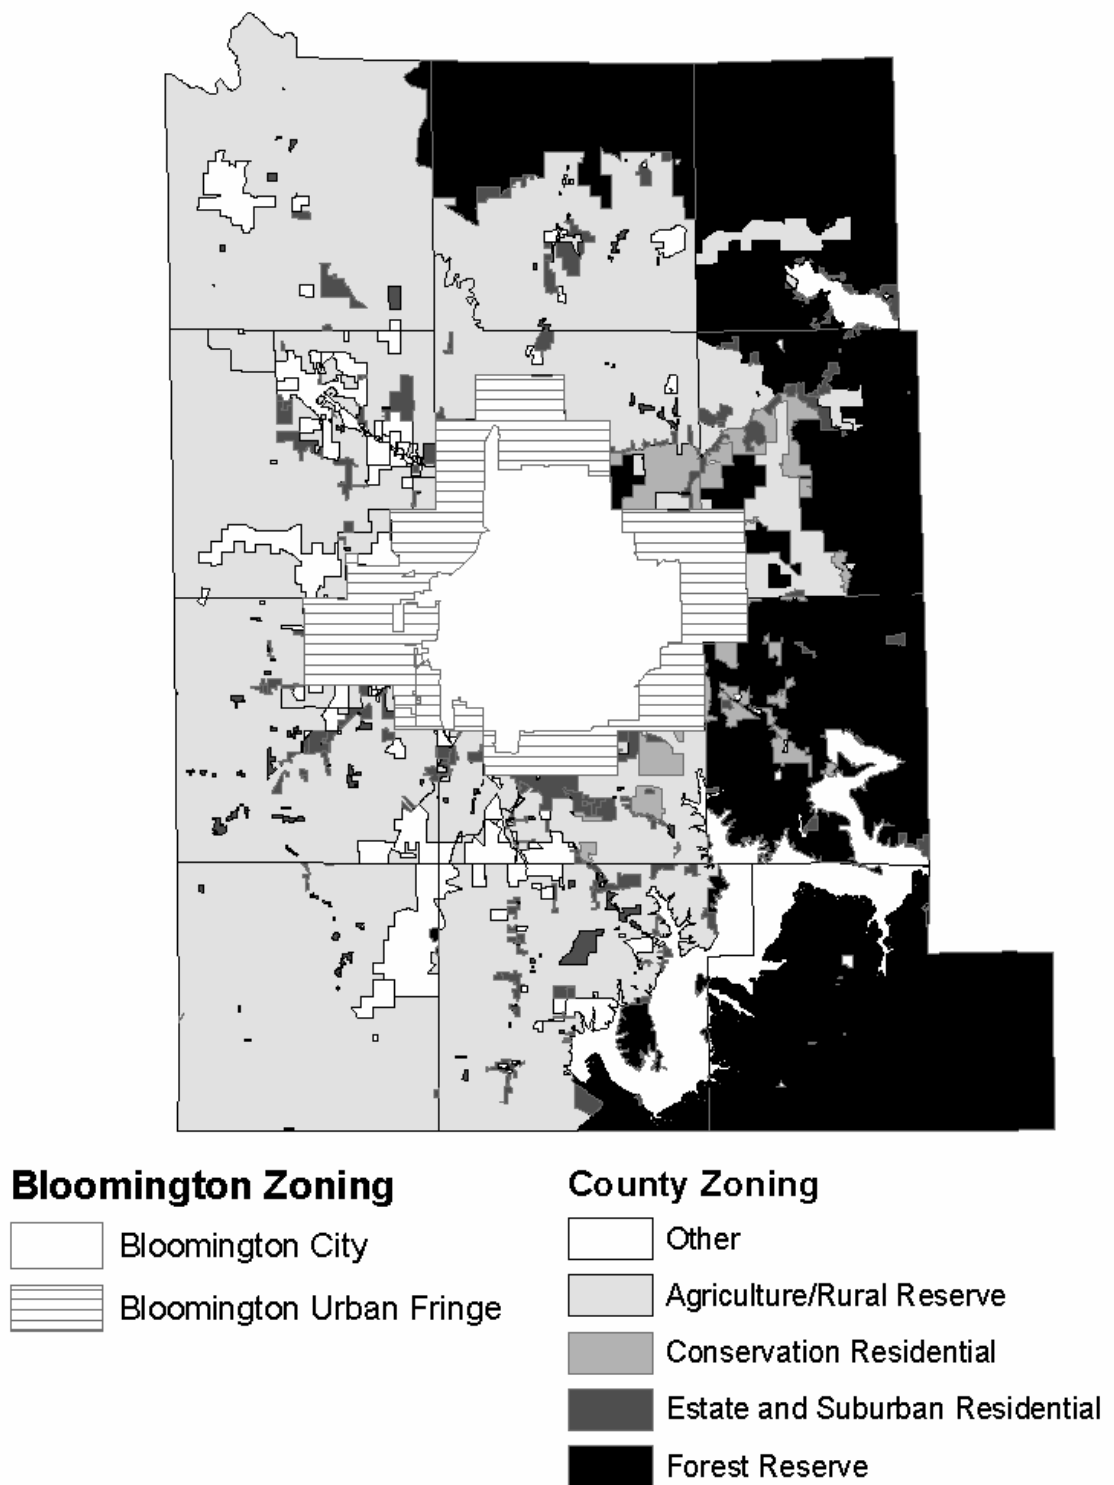 Bloomington Zoning
Bloomington City
Bloomington Urban Fringe
County Zoning
Other
Agriculture/Rural Reserve
Conservation Residential
Estate and Suburban Residential
Forest Reserve